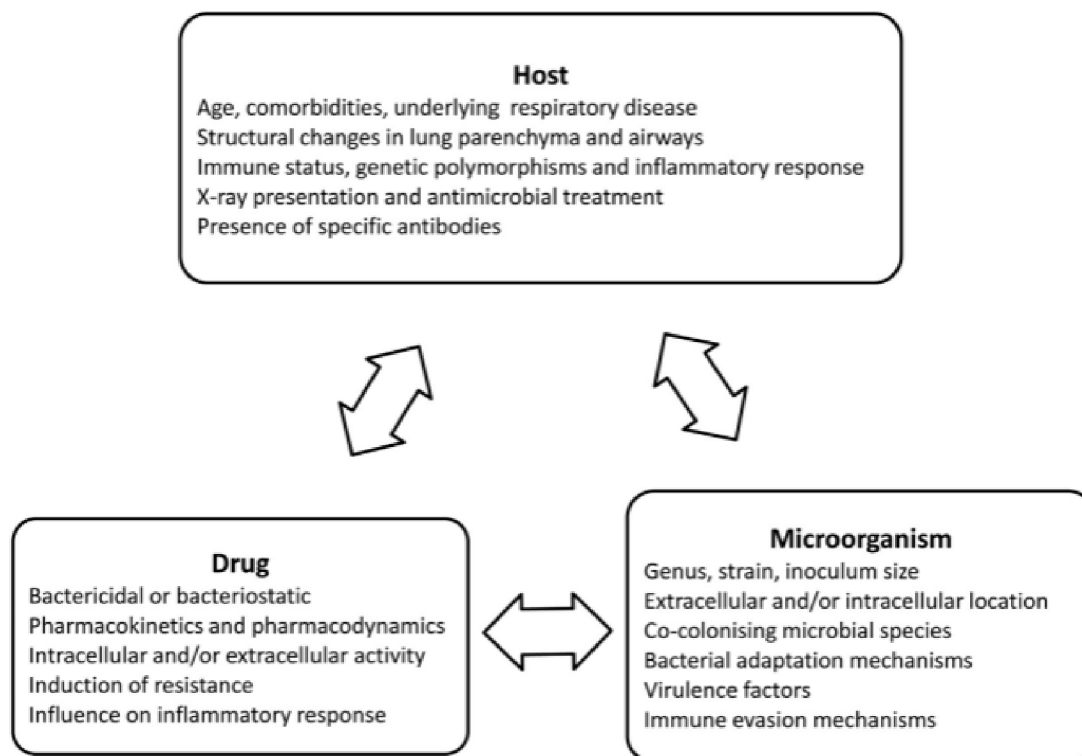 Host
Age, comorbidities, underlying respiratory disease
Structural changes in lung parenchyma and airways
Immune status, genetic polymorphisms and inflammatory response
X-ray presentation and antimicrobial treatment
Presence of specific antibodies
Drug
Bactericidal or bacteriostatic
Pharmacokinetics and pharmacodynamics
Intracellular and/or extracellular activity
Induction of resistance
Influence on inflammatory response
Microorganism
Genus, strain, inoculum size
Extracellular and/or intracellular location
Co-colonising microbial species
Bacterial adaptation mechanisms
Virulence factors
Immune evasion mechanisms